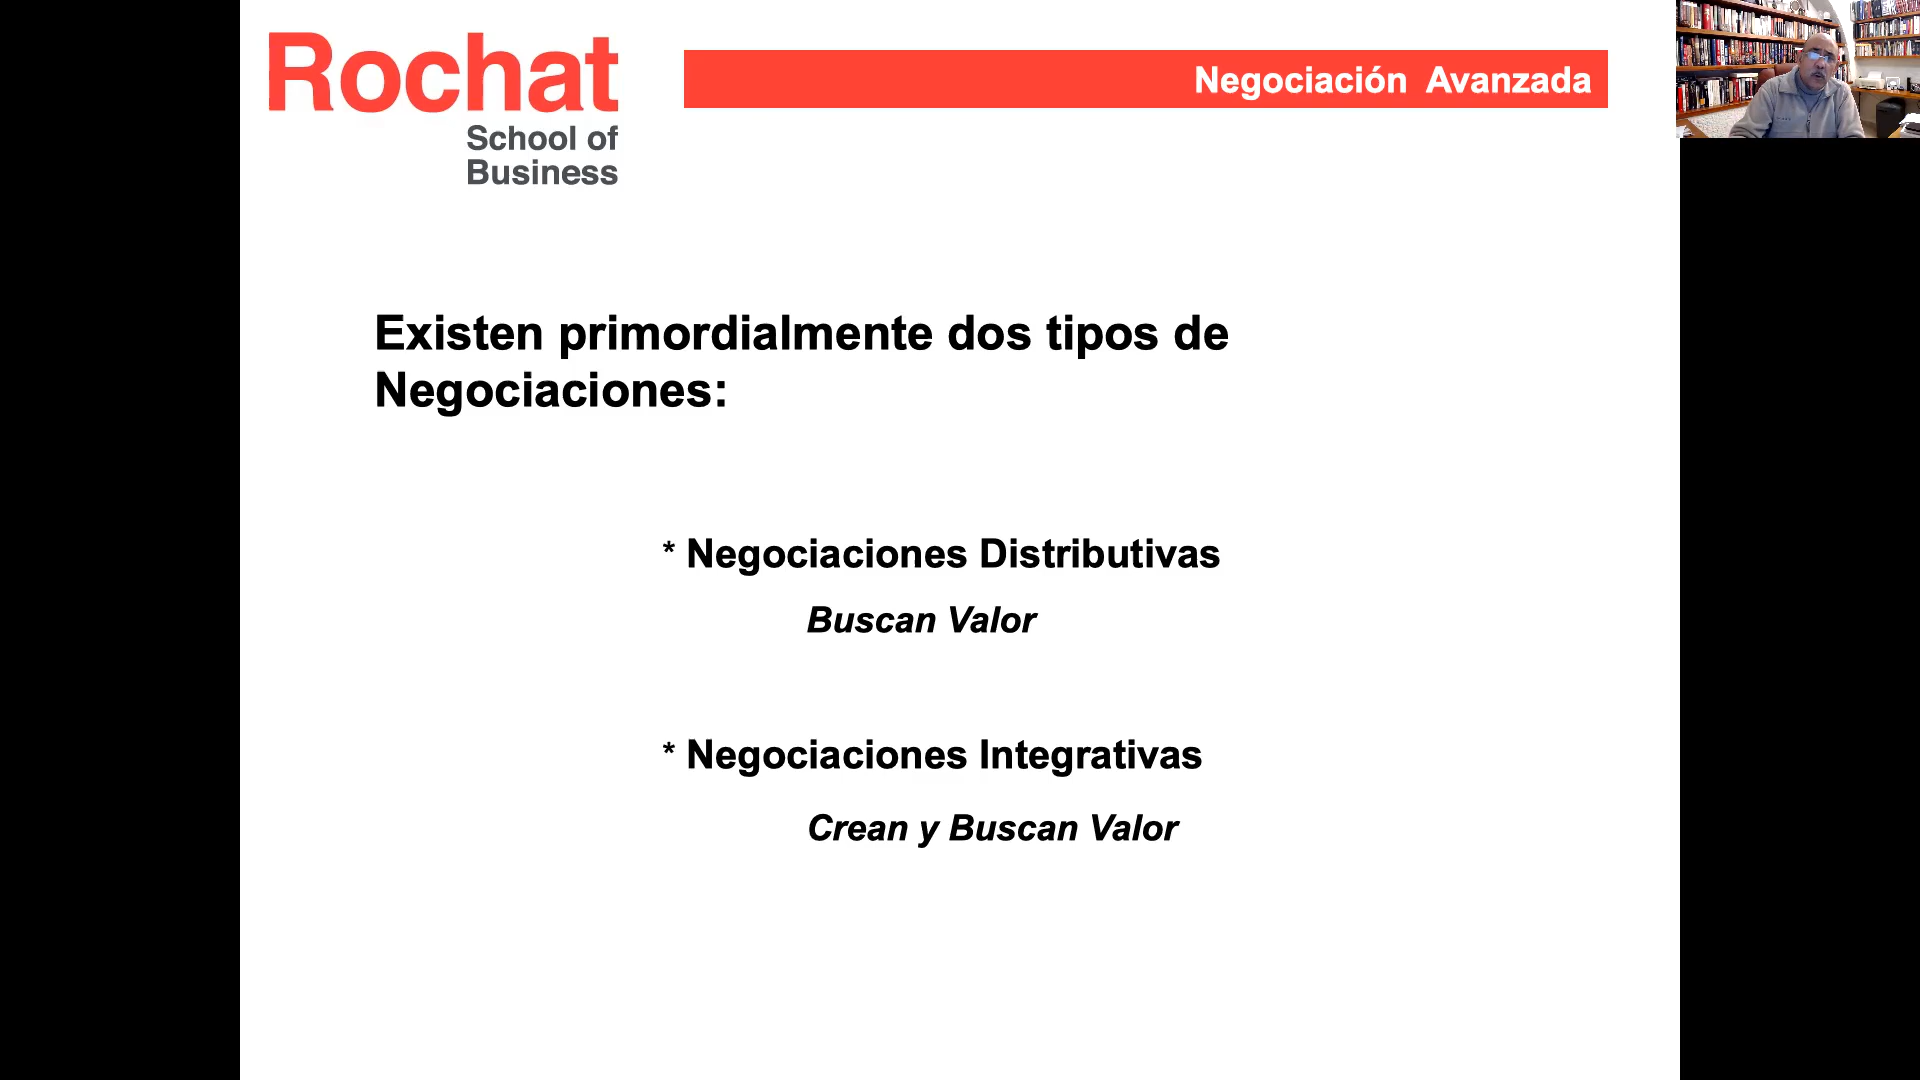 Rochat
School of
Business
Negociación Avanzada
Existen primordialmente dos tipos de
Negociaciones:
* Negociaciones Distributivas
Buscan Valor
* Negociaciones Integrativas
Crean y Buscan Valor